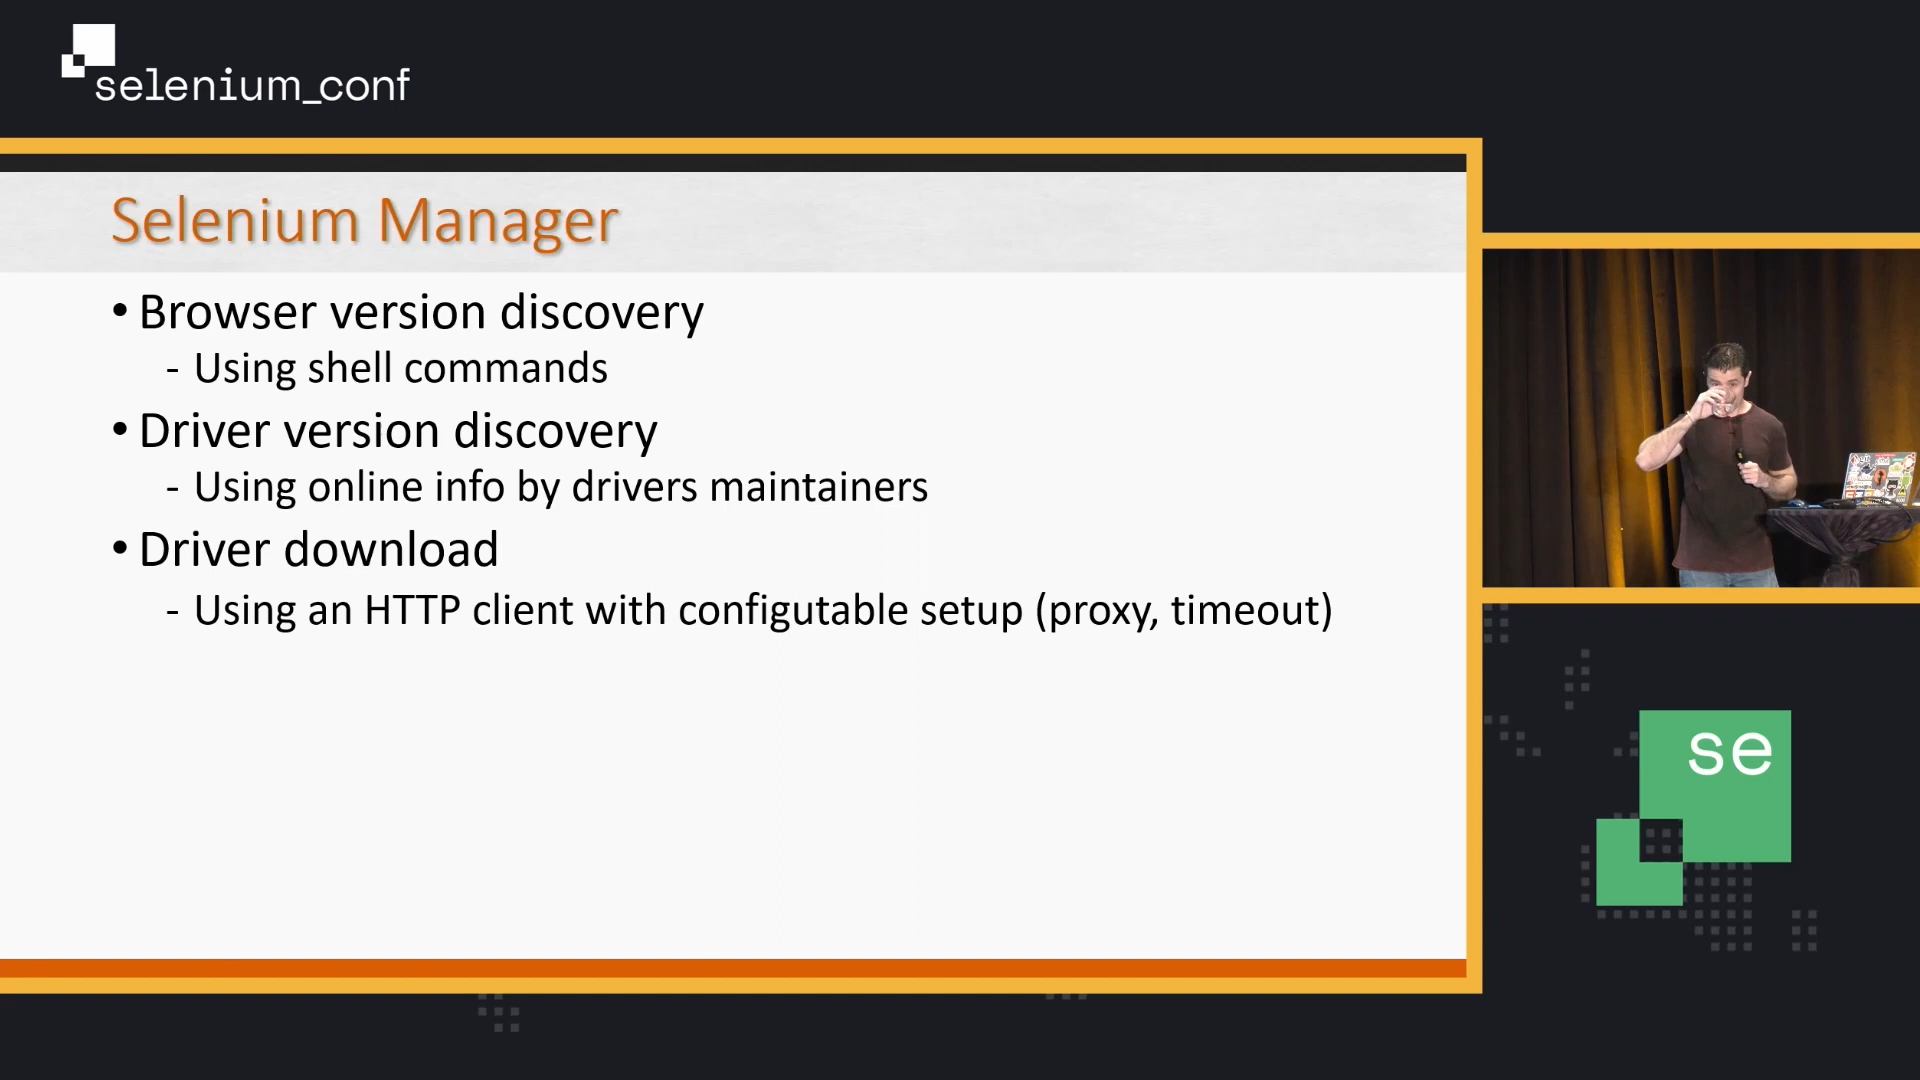 selenium_conf
Selenium Manager
• Browser version discovery
- Using shell commands
• Driver version discovery
- Using online info by drivers maintainers
• Driver download
- Using an HTTP client with configutable setup (proxy, timeout)
se